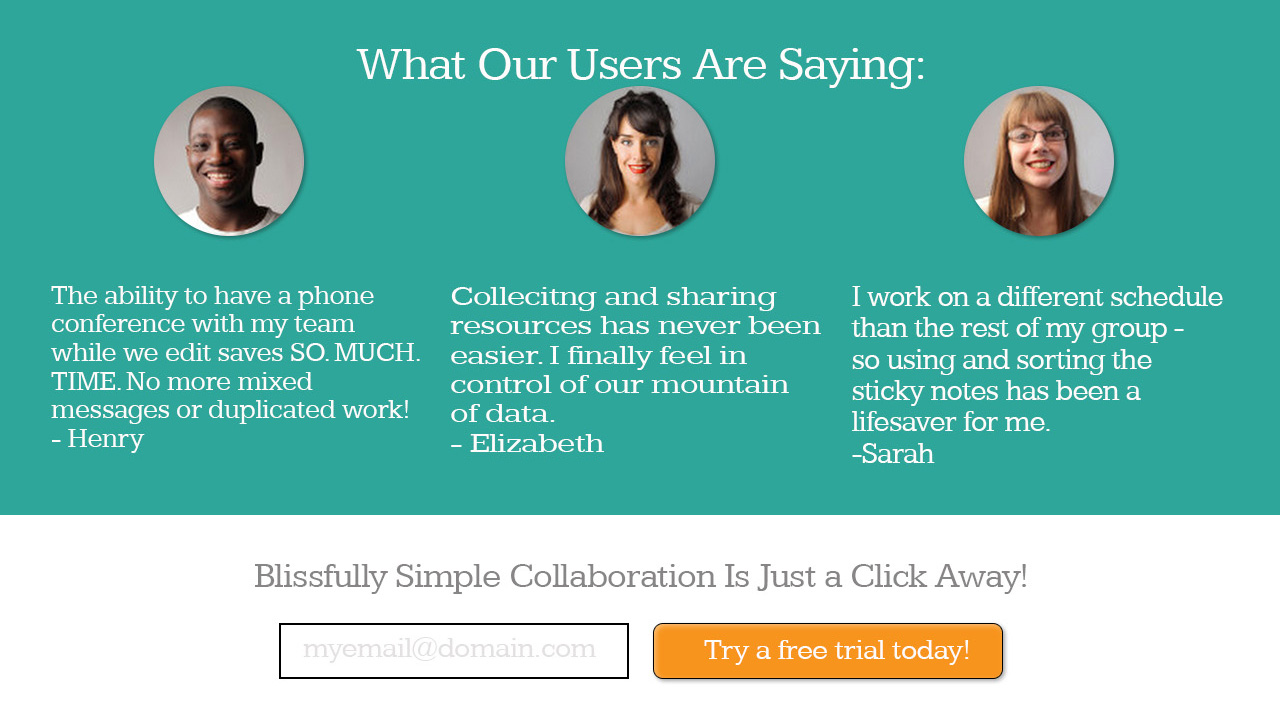 What Our Users Are Saying:
The ability to have a phone
conference with my team
while we edit saves SO. MUCH.
TIME. No more mixed
messages or duplicated work!
- Henry
Collecitng and sharing
resources has never been
easier. I finally feel in
control of our mountain
of data.
- Elizabeth
I work on a different schedule
than the rest of my group -
so using and sorting the
sticky notes has been a
lifesaver for me.
-Sarah
Blissfully Simple Collaboration Is Just a Click Away!
myemail@domain.com
Try a free trial today!